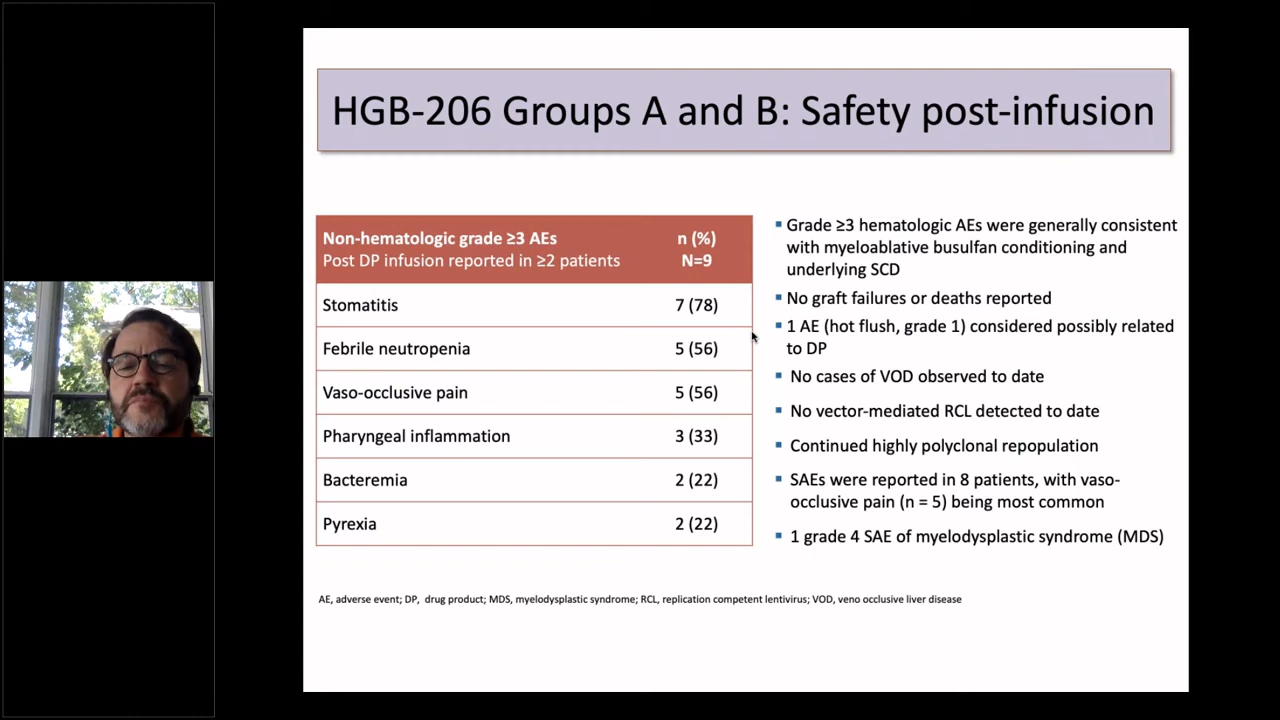 HGB-206 Groups A and B: Safety post-infusion
Non-hematologic grade ≥3 AEs n (%)
Post DP infusion reported in ≥2 patients N=9
Stomatitis 7 (78)
Febrile neutropenia 5 (56)
Vaso-occlusive pain 5 (56)
Pharyngeal inflammation 3 (33)
Bacteremia 2 (22)
Pyrexia 2 (22)
▪ Grade ≥3 hematologic AEs were generally consistent
with myeloablative busulfan conditioning and
underlying SCD
▪ No graft failures or deaths reported
▪ 1 AE (hot flush, grade 1) considered possibly related
to DP
▪ No cases of VOD observed to date
▪ No vector-mediated RCL detected to date
▪ Continued highly polyclonal repopulation
▪ SAEs were reported in 8 patients, with vaso-
occlusive pain (n = 5) being most common
▪ 1 grade 4 SAE of myelodysplastic syndrome (MDS)
AE, adverse event; DP, drug product; MDS, myelodysplastic syndrome; RCL, replication competent lentivirus; VOD, veno occlusive liver disease